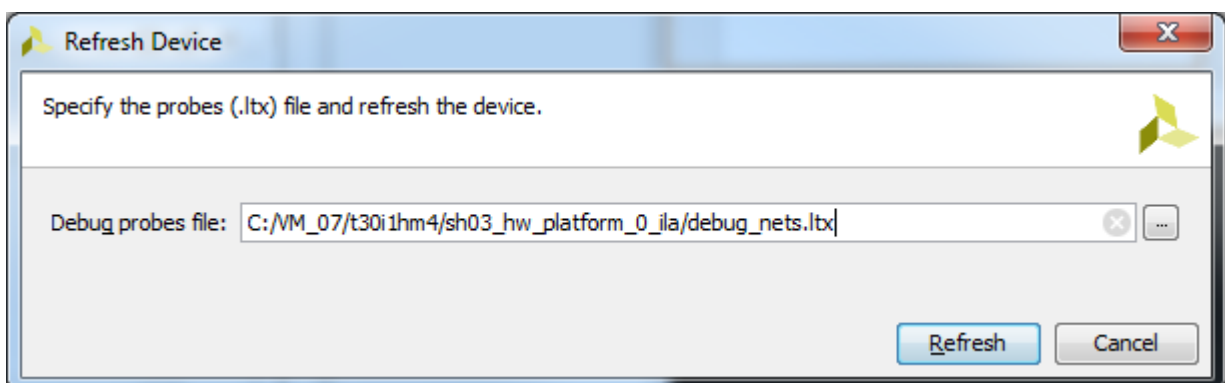 Refresh Device
Specify the probes (.ltx) file and refresh the device.
Debug probes file: C:/VM_07/t30i1hm4/sh03_hw_platform_0_ila/debug_nets.ltx
...
Refresh Cancel